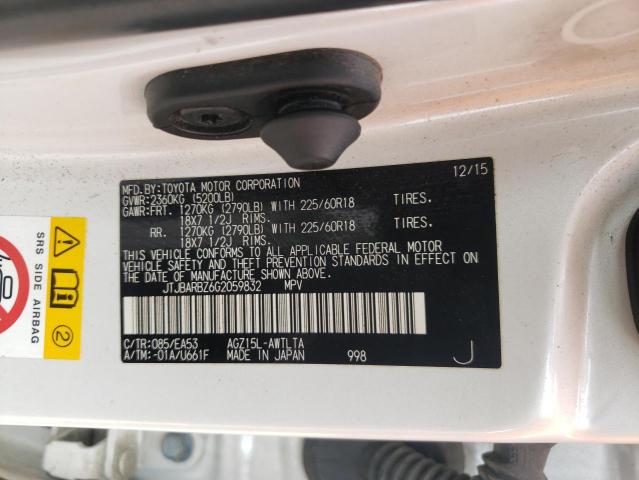 12/15
MFD.BY:TOYOTA MOTOR CORPORATION
GVWR:2360KG (5200LB)
GAWR:FRT. 1270KG (2790LB) WITH 225/60R18 TIRES.
18X7 1/2J RIMS.
RR. 1270KG (2790LB) WITH 225/60R18 TIRES.
18X7 1/2J RIMS.
THIS VEHICLE CONFORMS TO ALL APPLICABLE FEDERAL MOTOR
VEHICLE SAFETY AND THEFT PREVENTION STANDARDS IN EFFECT ON
THE DATE OF MANUFACTURE SHOWN ABOVE.
JTJBARBZ6G2059832 MPV
C/TR:085/EA53 AGZ15L-AWTLTA
A/TM:-01A/U661F MADE IN JAPAN 998 J
SRS SIDE AIRBAG
2